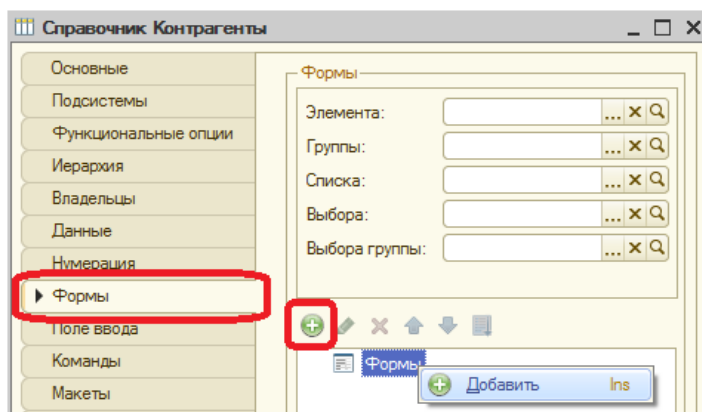 Справочник Контрагенты
Основные
Подсистемы
Функциональные опции
Иерархия
Владельцы
Данные
Нумерация
Формы
Поле ввода
Команды
Макеты
Формы
Элемента:
Группы:
Списка:
Выбора:
Выбора группы:
Формы
Добавить Ins